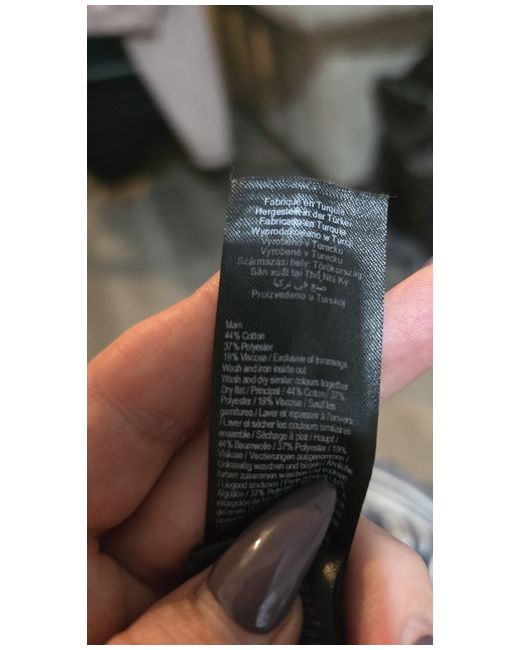 Fabriqué en Turquie
Hergestellt in der Türkei
Fabricado en Turquía
Wyprodukowano w Turcji
Vyrobeno v Turecku
Vyrobené v Turecku
Származási hely: Törökország
Sản xuất tại Thổ Nhĩ Kỳ
صنع في تركيا
Proizvedeno u Turskoj
Main
44% Cotton
37% Polyester
19% Viscose / Exclusive of trimmings
Wash and iron inside out
Wash and dry similar colours together
Dry flat / Principal / 44% Coton / 37%
Polyester / 19% Viscose / Sauf les
garnitures / Laver et repasser à l'envers
/ Laver et sécher les couleurs similaires
ensemble / Séchage à plat / Haupt /
44% Baumwolle / 37% Polyester / 19%
Viskose / Verzierungen ausgenommen /
Linksseitig waschen und bügeln / Ähnliche
farben zusammen waschen und trocknen
/ Liegend trocknen /
Algodón / 37%
excepción de